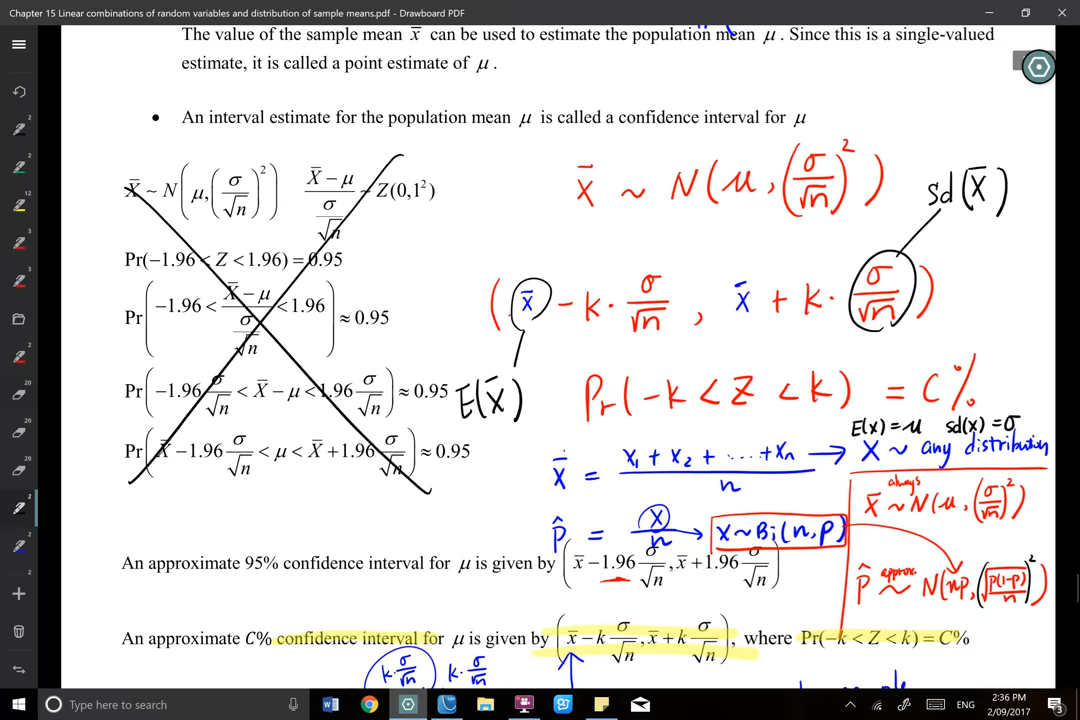 Chapter 15 Linear combinations of random variables and distribution of sample means.pdf - Drawboard PDF
The value of the sample mean x̄ can be used to estimate the population mean μ. Since this is a single-valued
estimate, it is called a point estimate of μ.
• An interval estimate for the population mean μ is called a confidence interval for μ
X̄ ~ N(μ, (σ/√n)²) (X̄ − μ)/(σ/√n) ~ Z(0,1²)
Pr(−1.96 < Z < 1.96) = 0.95
Pr(−1.96 < (X̄ − μ)/(σ/√n) < 1.96) ≈ 0.95
Pr(−1.96 σ/√n < X̄ − μ < 1.96 σ/√n) ≈ 0.95
Pr(X̄ − 1.96 σ/√n < μ < X̄ + 1.96 σ/√n) ≈ 0.95
X̄ ~ N(μ, (σ/√n)²)
sd(X̄)
(x̄ − k· σ/√n, x̄ + k· σ/√n)
E(X̄)
Pr(−k < Z < k) = C%
E(X) = μ sd(X) = σ
X̄ = (X₁ + X₂ + ....+ Xn)/n → X ~ any distribution
always
X̄ ~ N(μ, (σ/√n)²)
P̂ = X/n → X ~ Bi(n, p)
approx.
P̂ ~ N(np, (√(p(1-p)/n))²)
An approximate 95% confidence interval for μ is given by (x̄ − 1.96 σ/√n, x̄ + 1.96 σ/√n)
An approximate C% confidence interval for μ is given by (x̄ − k σ/√n, x̄ + k σ/√n), where Pr(−k < Z < k) = C%
k· σ/√n k· σ/√n
Type here to search
ENG
2:36 PM
2/09/2017